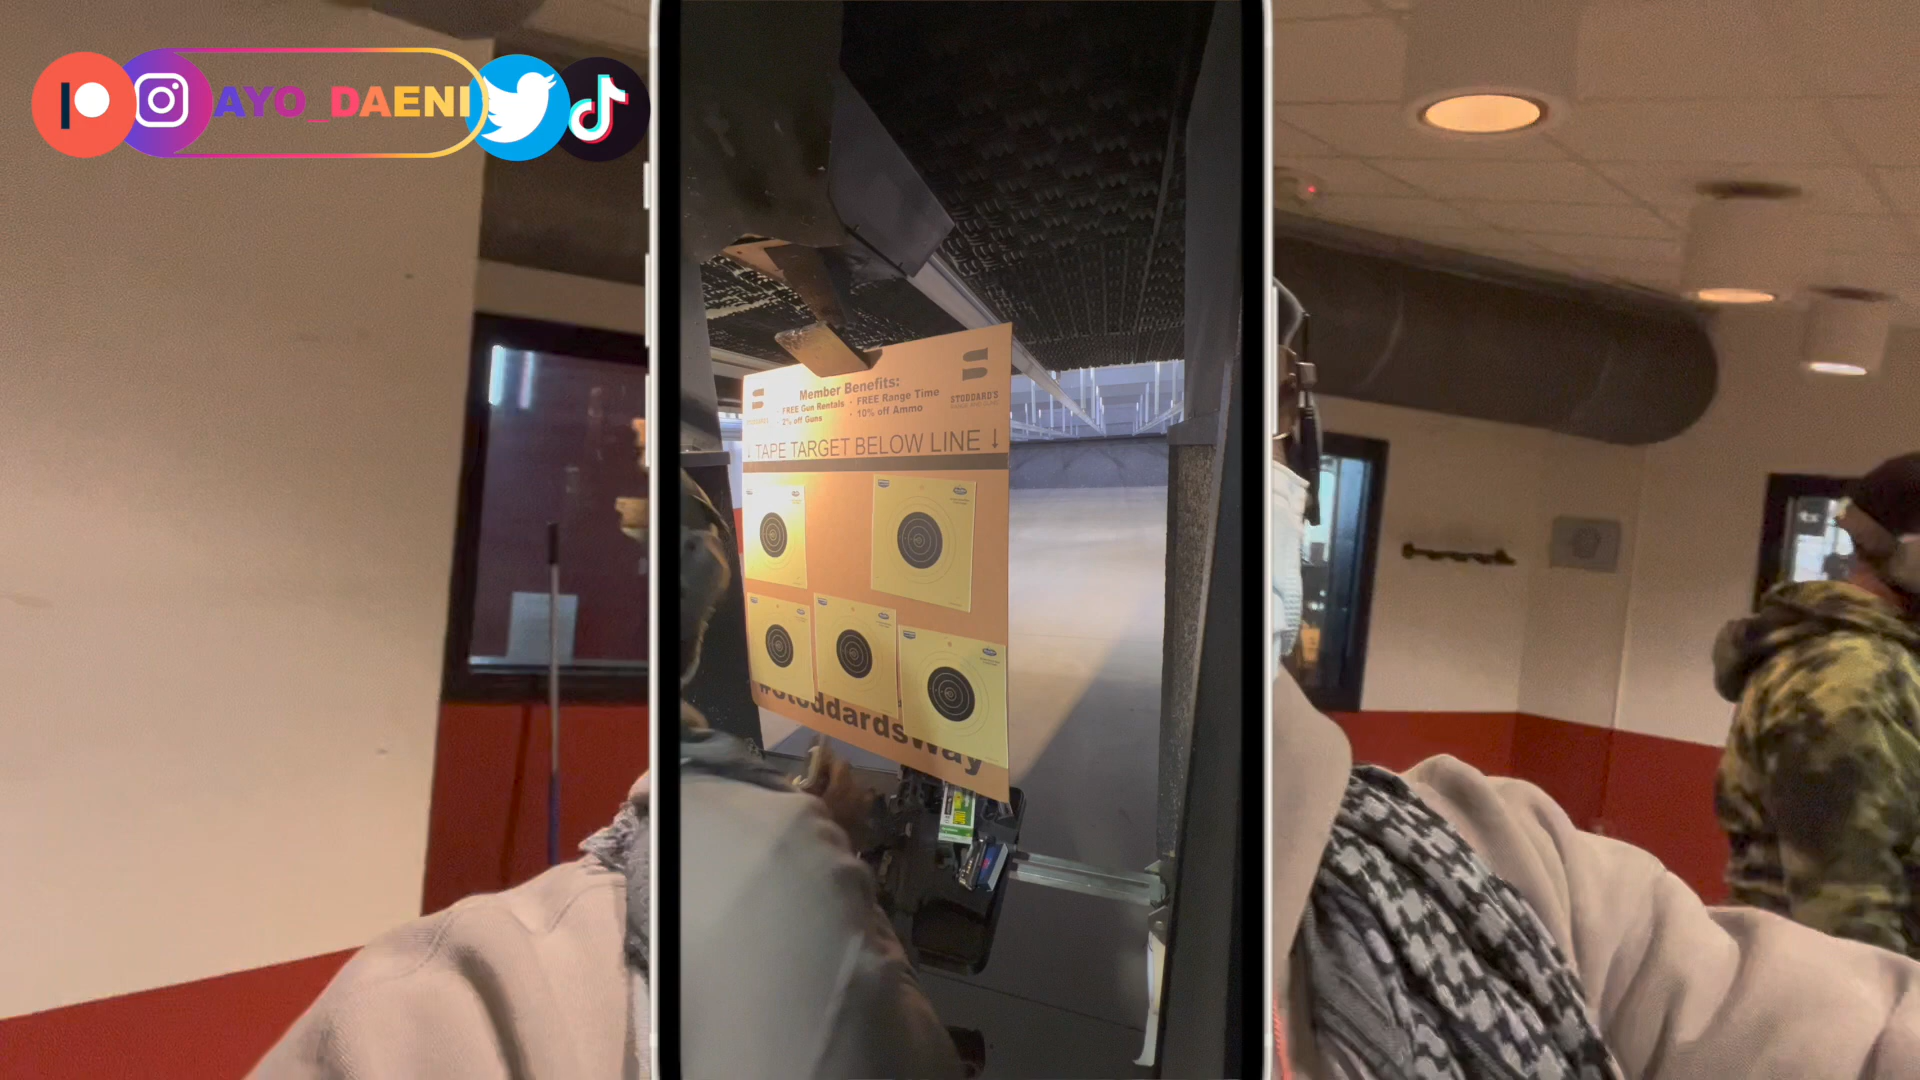 AYO_DAENI
Member Benefits:
FREE Gun Rentals • FREE Range Time
2% off Guns • 10% off Ammo
STODDARD'S
↓ TAPE TARGET BELOW LINE ↓
#StoddardsWay